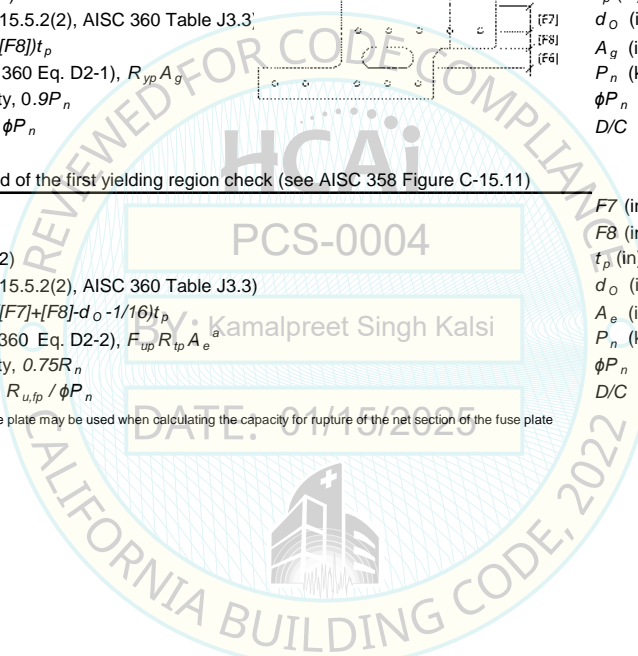 15.5.2(2), AISC 360 Table J3.3)
[F8])t p
360 Eq. D2-1), R yp A g
ty, 0.9P n
ϕP n
[F7]
[F8]
[F6]
d O (i
A g (i
P n (k
ϕP n
D/C
d of the first yielding region check (see AISC 358 Figure C-15.11)
2)
15.5.2(2), AISC 360 Table J3.3)
[F7]+[F8]-d O -1/16)t p
360 Eq. D2-2), F up R tp A e a
ty, 0.75R n
R u,fp / ϕP n
e plate may be used when calculating the capacity for rupture of the net section of the fuse plate
F7 (in
F8 (in
t p (in
d O (i
A e (i
P n (k
ϕP n
D/C
REVIEWED FOR CODE COMPLIANCE
HCAi
PCS-0004
BY: Kamalpreet Singh Kalsi
DATE: 01/15/2025
CALIFORNIA BUILDING CODE, 2022